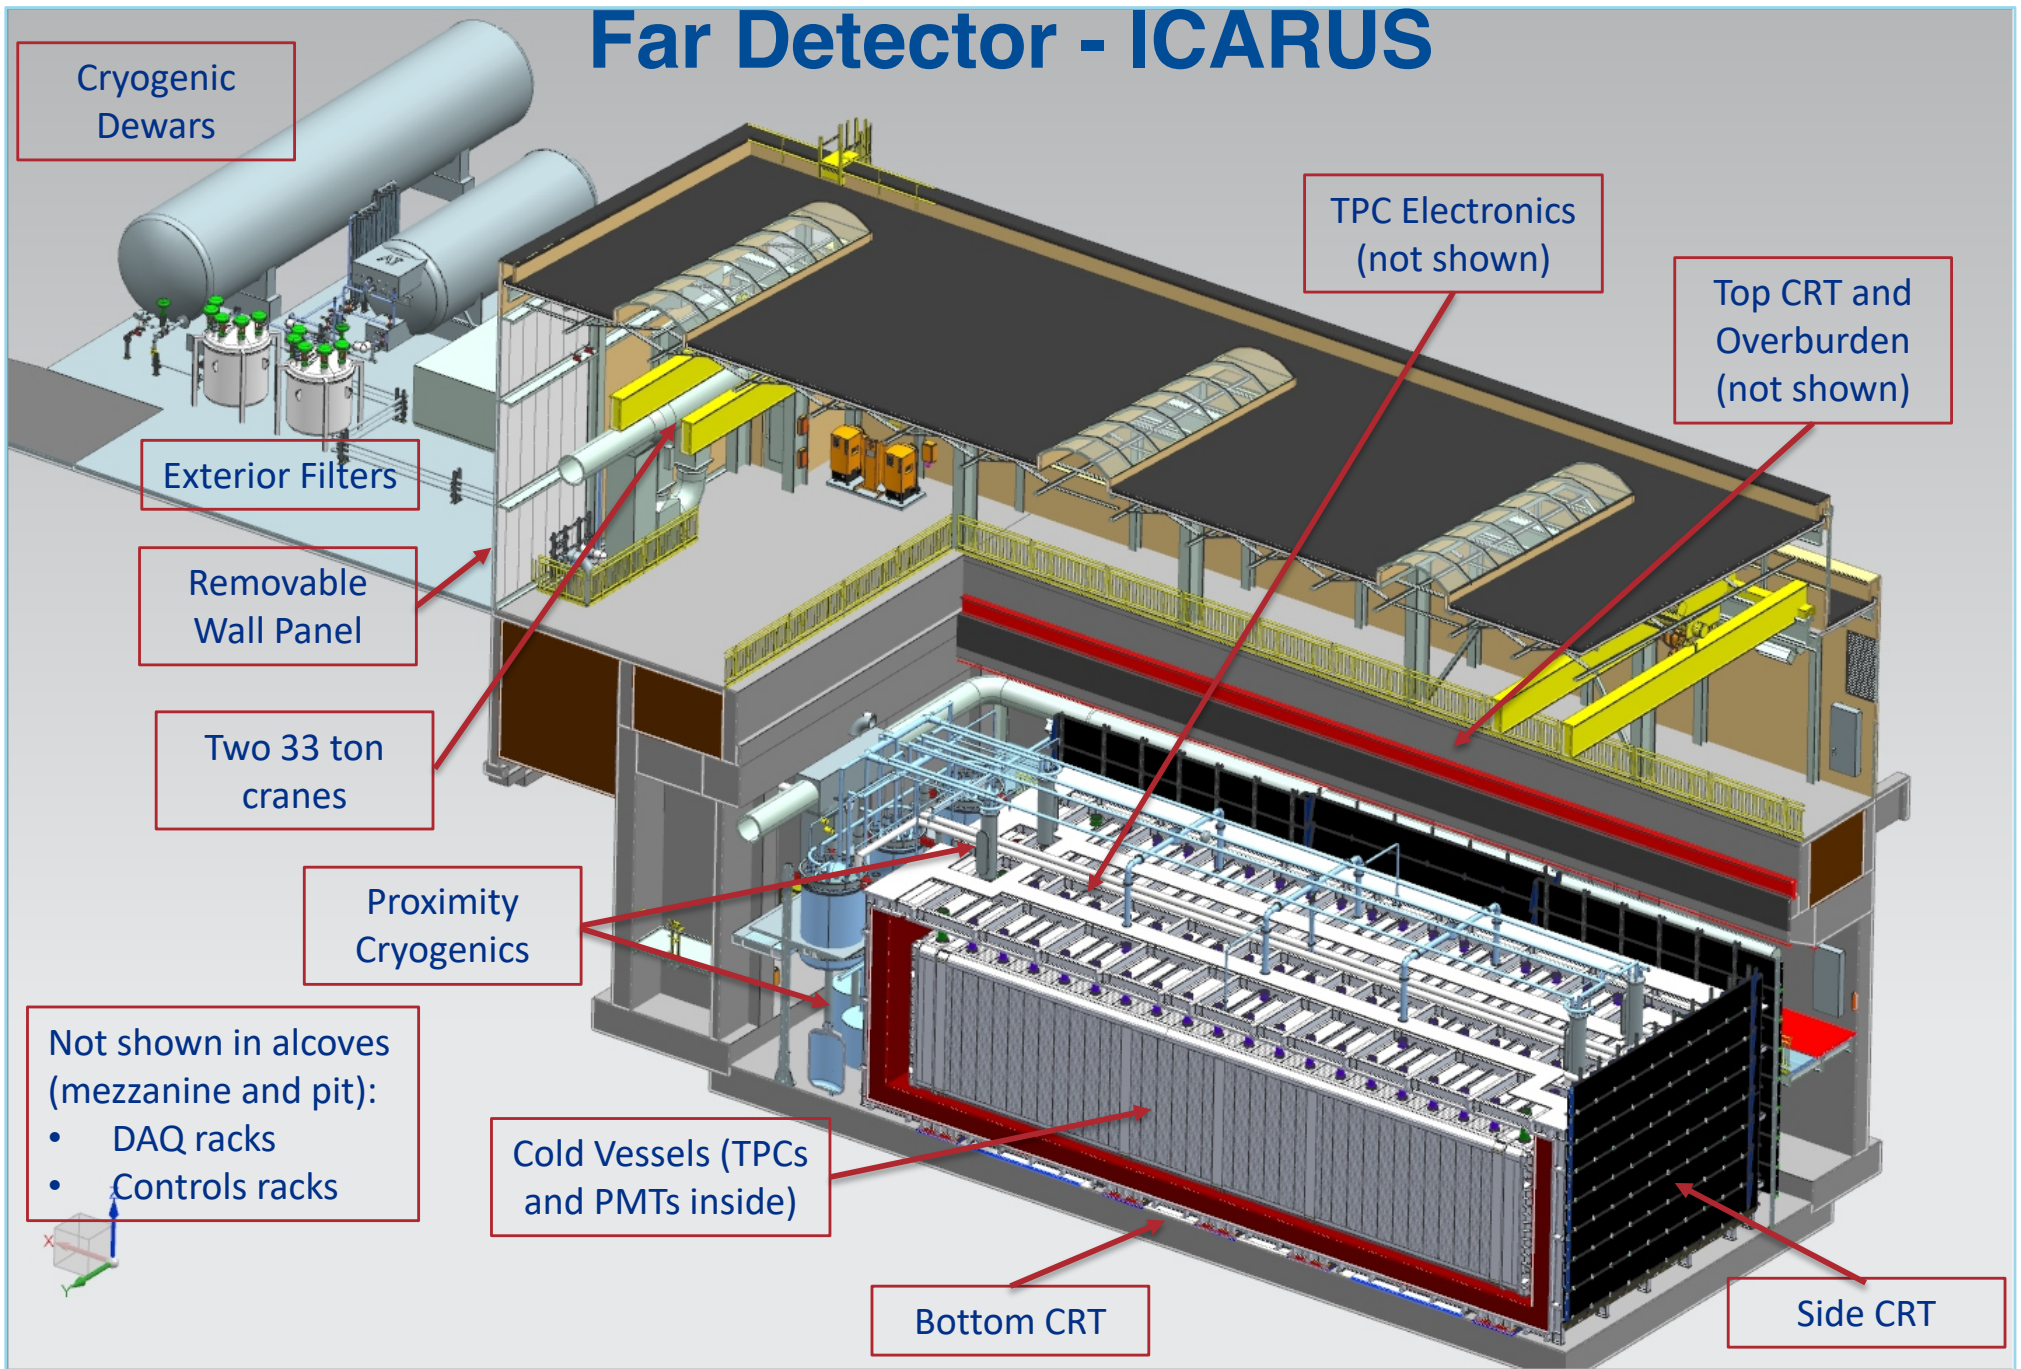 Far Detector - ICARUS
Cryogenic
Dewars
TPC Electronics
(not shown)
Top CRT and
Overburden
(not shown)
Exterior Filters
Removable
Wall Panel
Two 33 ton
cranes
Proximity
Cryogenics
Not shown in alcoves
(mezzanine and pit):
• DAQ racks
• Controls racks
Cold Vessels (TPCs
and PMTs inside)
Bottom CRT
Side CRT
Z
X
Y